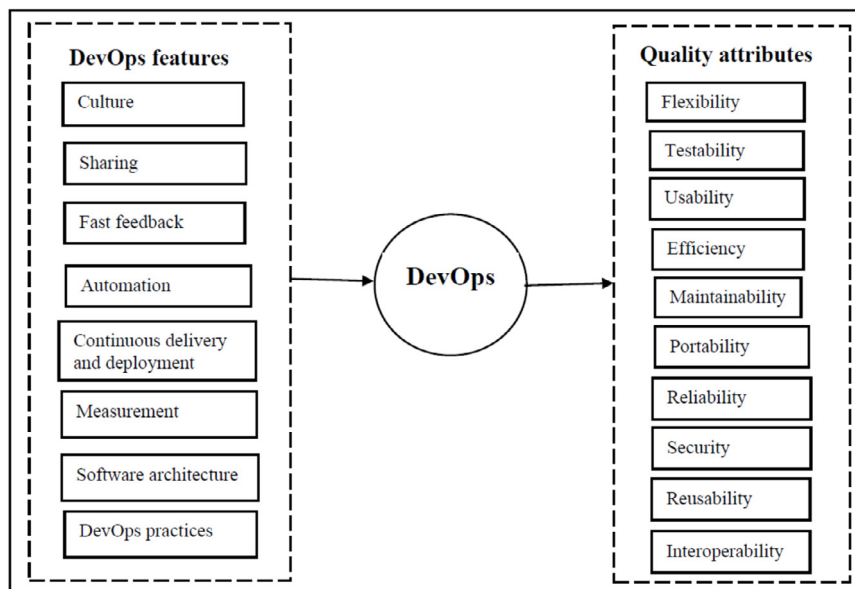 DevOps features
Culture
Sharing
Fast feedback
Automation
Continuous delivery
and deployment
Measurement
Software architecture
DevOps practices
DevOps
Quality attributes
Flexibility
Testability
Usability
Efficiency
Maintainability
Portability
Reliability
Security
Reusability
Interoperability